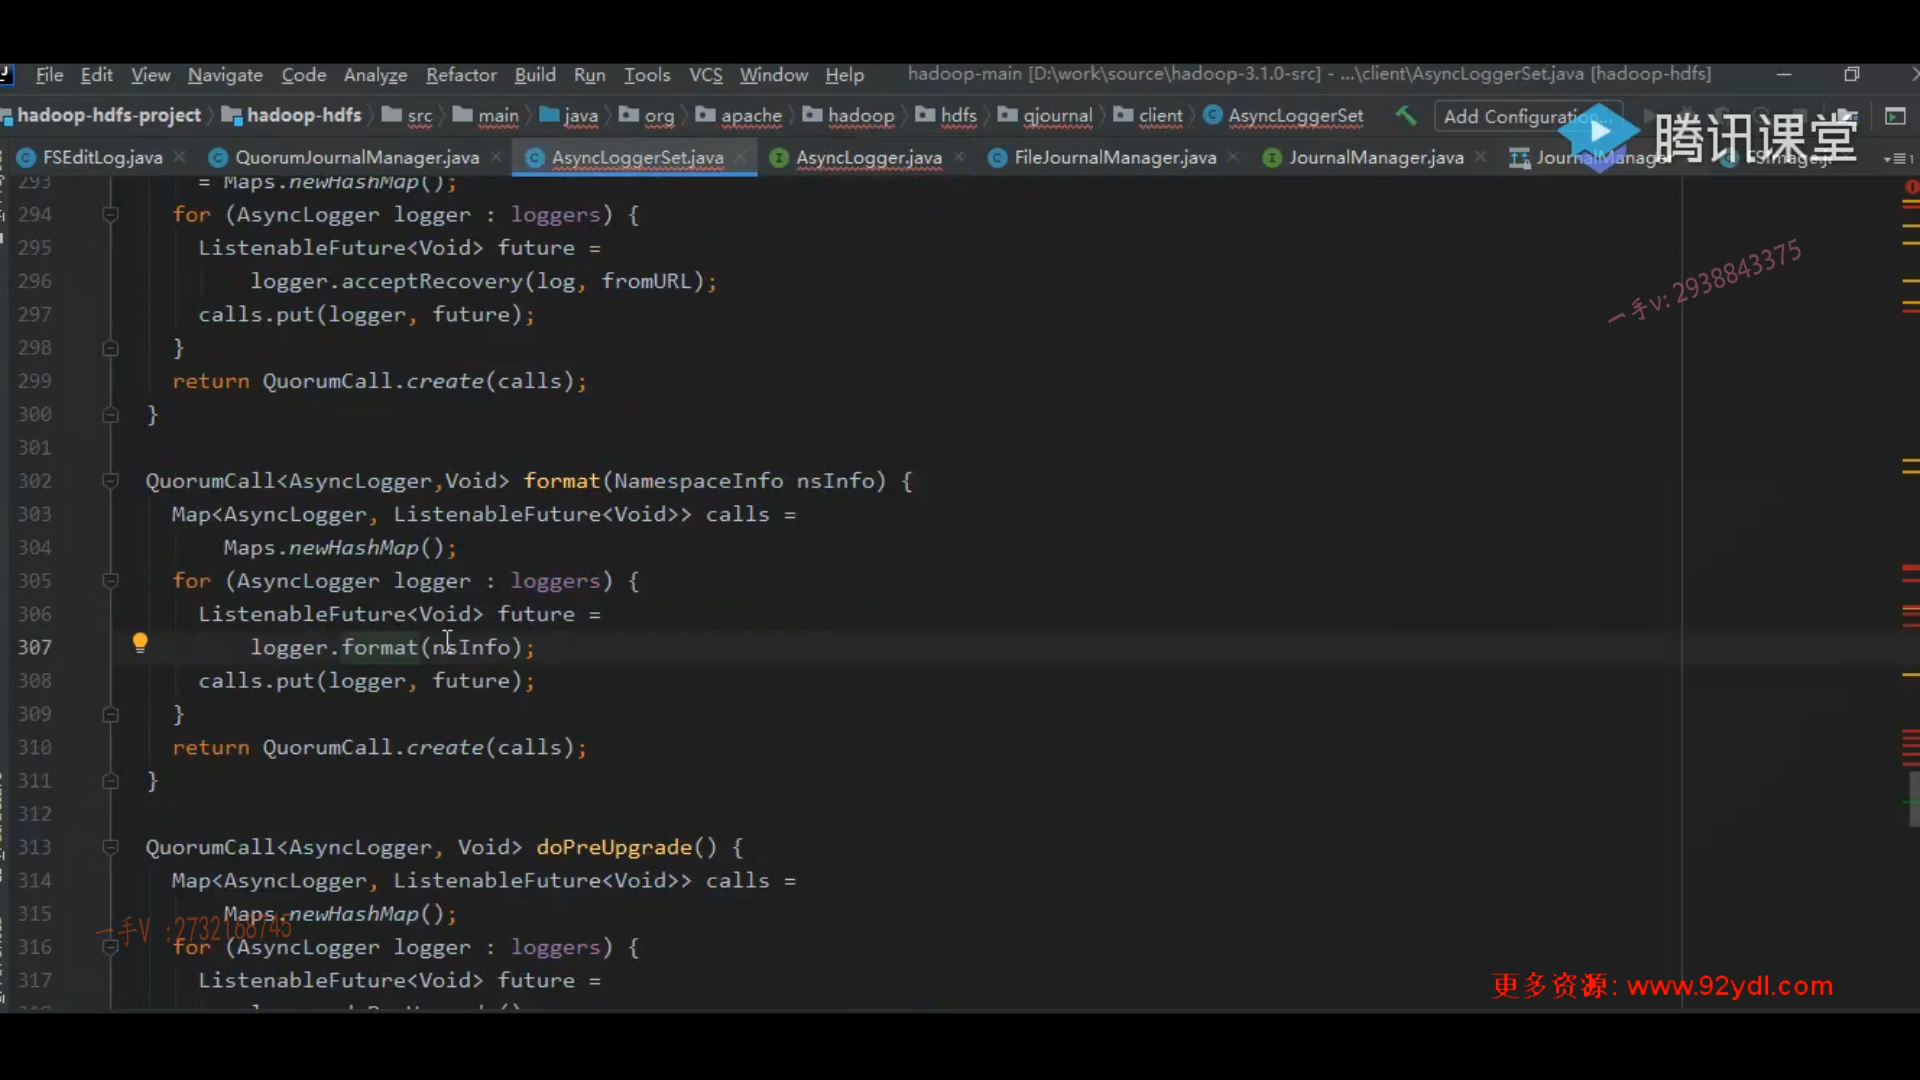 File Edit View Navigate Code Analyze Refactor Build Run Tools VCS Window Help hadoop-main [D:\work\source\hadoop-3.1.0-src] - ...\client\AsyncLoggerSet.java [hadoop-hdfs]
hadoop-hdfs-project hadoop-hdfs src main java org apache hadoop hdfs qjournal client AsyncLoggerSet Add Configuration
腾讯课堂
FSEditLog.java QuorumJournalManager.java AsyncLoggerSet.java AsyncLogger.java FileJournalManager.java JournalManager.java
293 = Maps.newHashMap();
294 for (AsyncLogger logger : loggers) {
295 ListenableFuture<Void> future =
296 logger.acceptRecovery(log, fromURL);
297 calls.put(logger, future);
298 }
299 return QuorumCall.create(calls);
300 }
301
302 QuorumCall<AsyncLogger,Void> format(NamespaceInfo nsInfo) {
303 Map<AsyncLogger, ListenableFuture<Void>> calls =
304 Maps.newHashMap();
305 for (AsyncLogger logger : loggers) {
306 ListenableFuture<Void> future =
307 logger.format(nsInfo);
308 calls.put(logger, future);
309 }
310 return QuorumCall.create(calls);
311 }
312
313 QuorumCall<AsyncLogger, Void> doPreUpgrade() {
314 Map<AsyncLogger, ListenableFuture<Void>> calls =
315 Maps.newHashMap();
316 for (AsyncLogger logger : loggers) {
317 ListenableFuture<Void> future =
一手v: 2938843375
一手V :2732168745
更多资源: www.92ydl.com